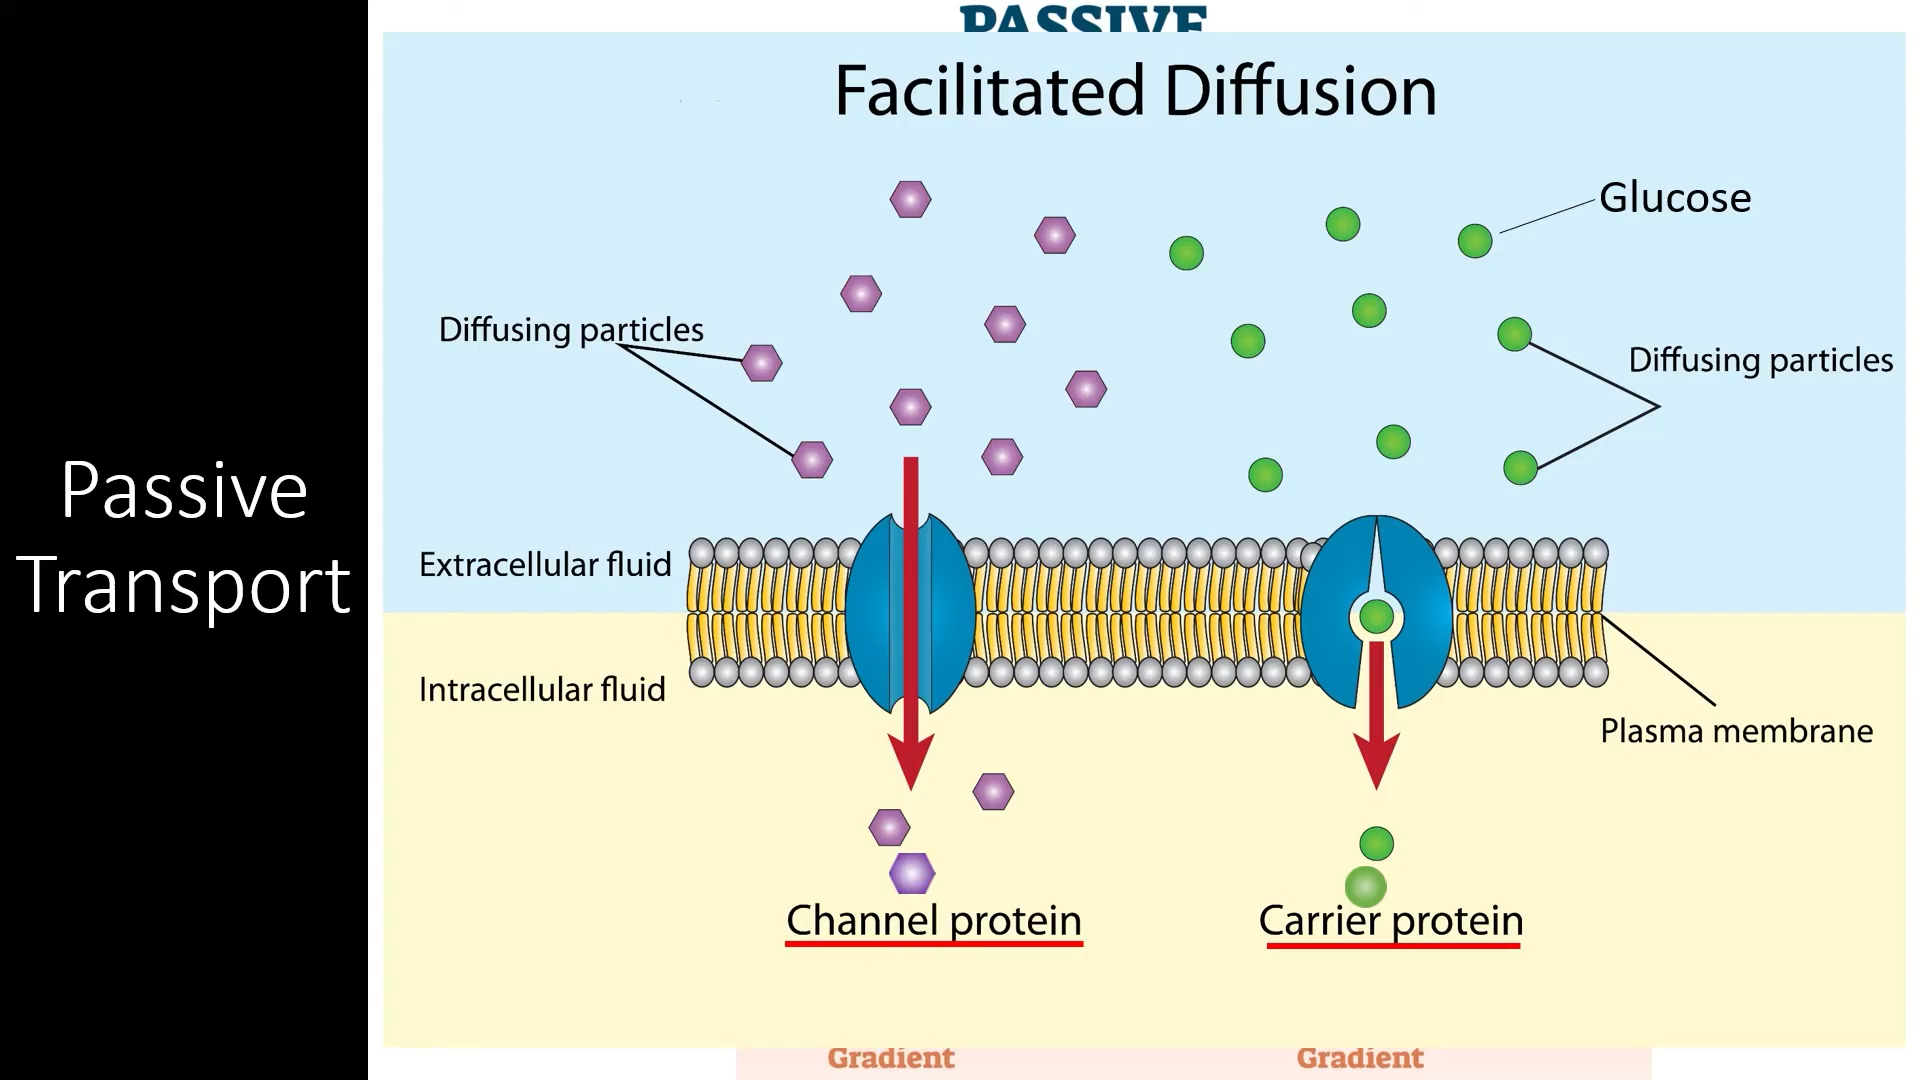 PASSIVE
Facilitated Diffusion
Glucose
Diffusing particles
Diffusing particles
Passive
Transport
Extracellular fluid
Intracellular fluid
Plasma membrane
Channel protein
Carrier protein
Gradient
Gradient